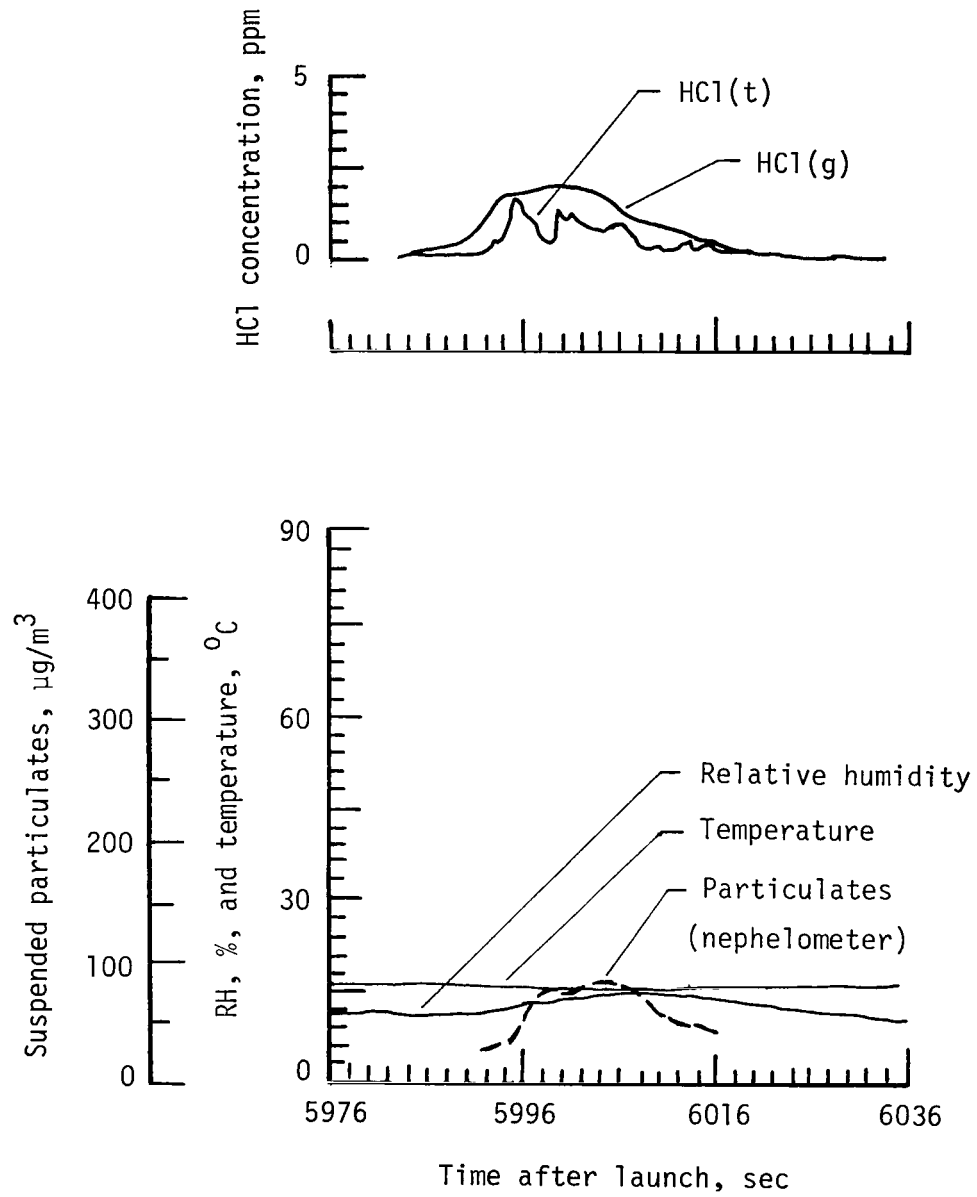 HCl concentration, ppm
5
0
HCl(t)
HCl(g)
Suspended particulates, µg/m³
400
300
200
100
0
RH, %, and temperature, °C
90
60
30
0
Relative humidity
Temperature
Particulates
(nephelometer)
5976 5996 6016 6036
Time after launch, sec